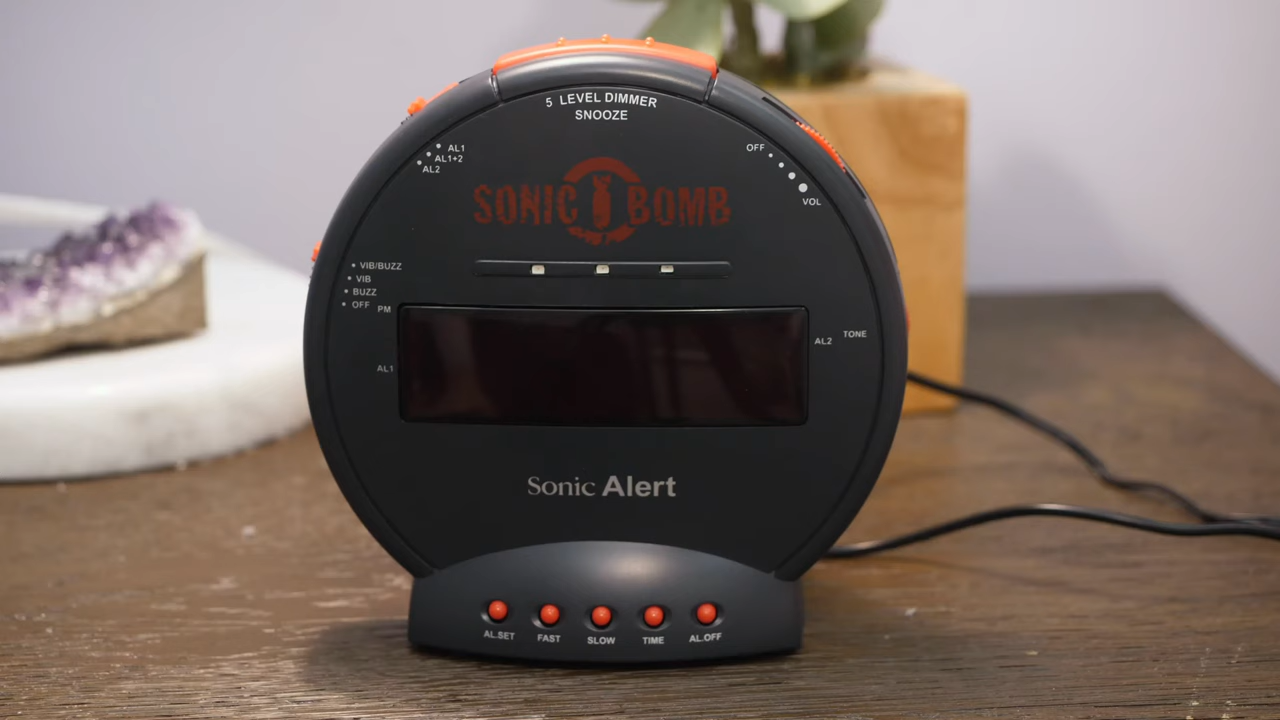 5 LEVEL DIMMER
SNOOZE
AL1
AL1+2
AL2
OFF
VOL
SONIC BOMB
VIB/BUZZ
VIB
BUZZ
OFF
PM
AL1
AL2
TONE
Sonic Alert
AL.SET
FAST
SLOW
TIME
AL.OFF